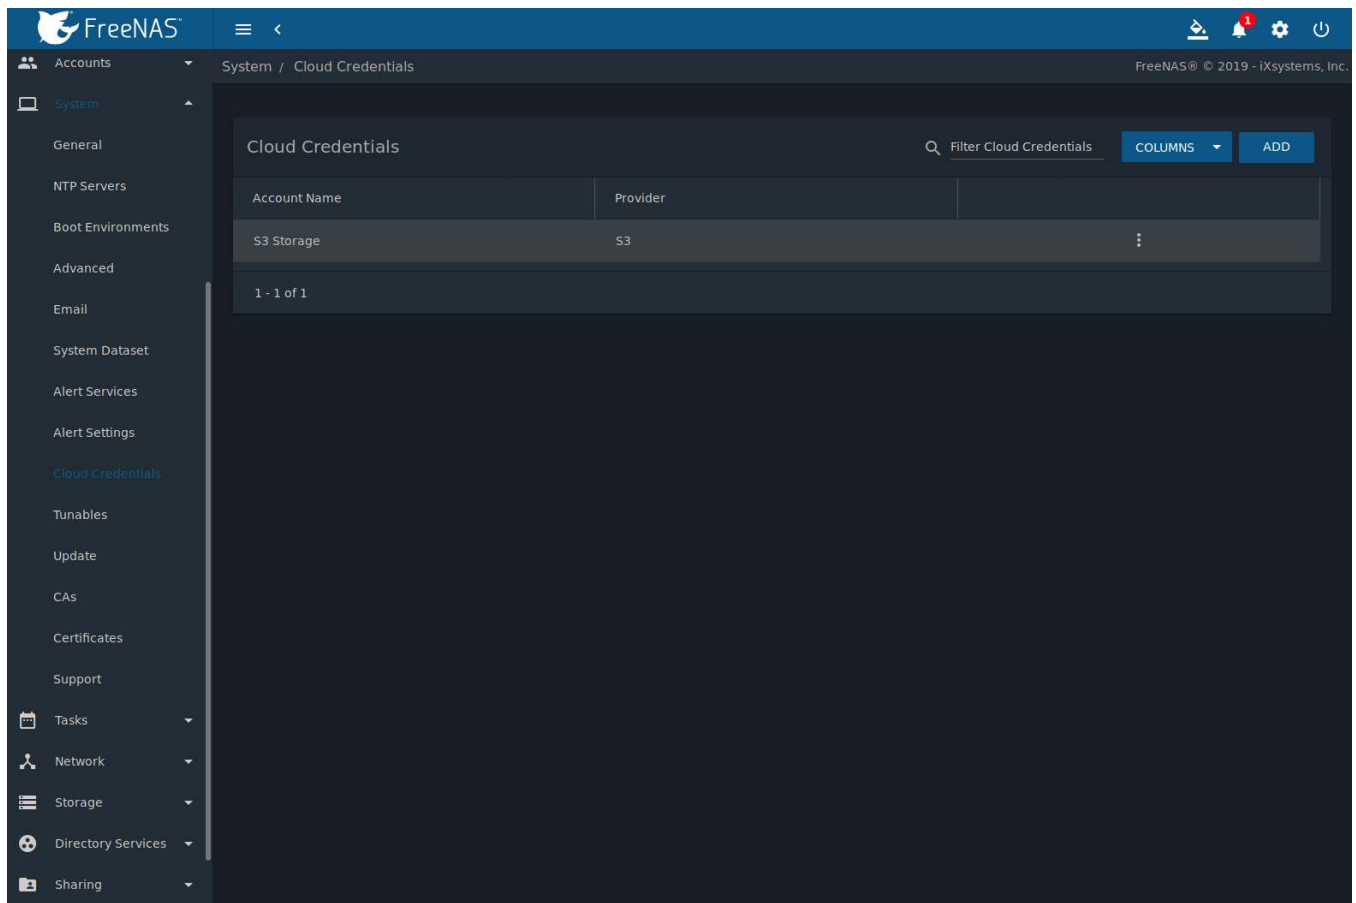 FreeNAS™
1
Accounts
System / Cloud Credentials
FreeNAS® © 2019 - iXsystems, Inc.
System
General
NTP Servers
Boot Environments
Advanced
Email
System Dataset
Alert Services
Alert Settings
Cloud Credentials
Tunables
Update
CAs
Certificates
Support
Tasks
Network
Storage
Directory Services
Sharing
Cloud Credentials
Filter Cloud Credentials
COLUMNS
ADD
Account Name Provider
S3 Storage S3
1 - 1 of 1